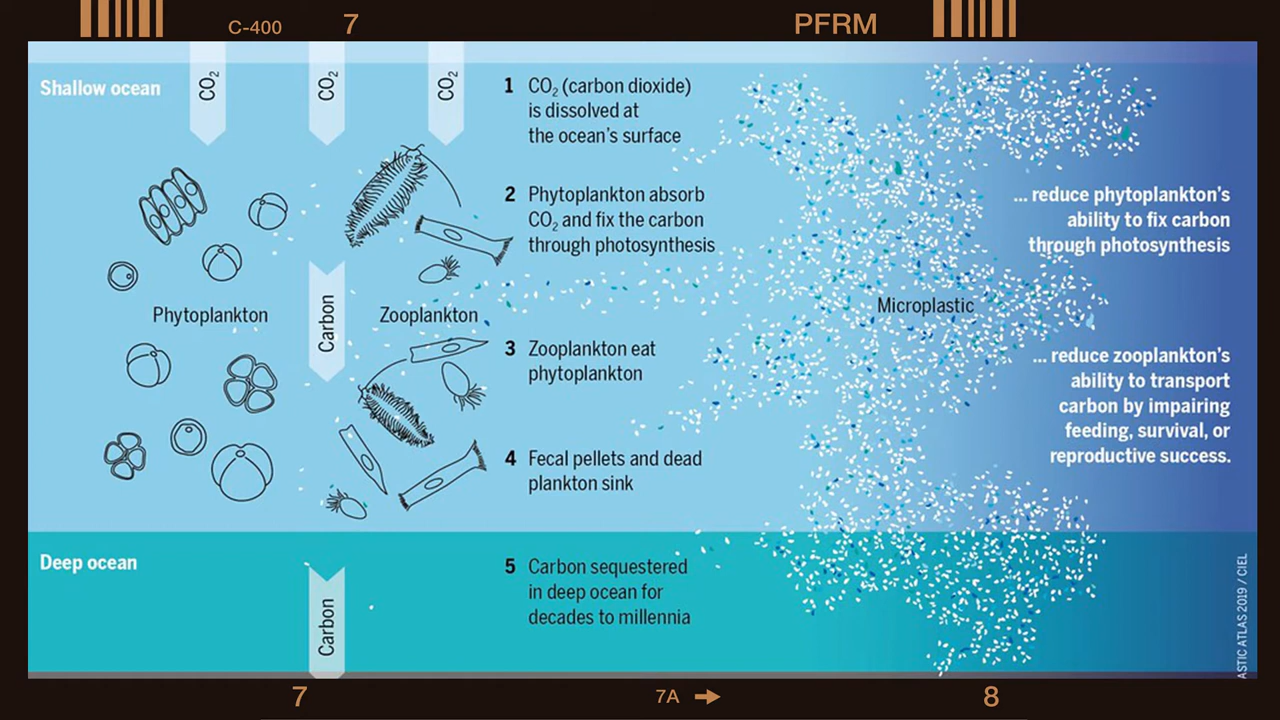 C-400
7
PFRM
Shallow ocean
CO₂
CO₂
CO₂
1 CO₂ (carbon dioxide)
is dissolved at
the ocean's surface
2 Phytoplankton absorb
CO₂ and fix the carbon
through photosynthesis
... reduce phytoplankton's
ability to fix carbon
through photosynthesis
Phytoplankton
Carbon
Zooplankton
Microplastic
3 Zooplankton eat
phytoplankton
... reduce zooplankton's
ability to transport
carbon by impairing
feeding, survival, or
reproductive success.
4 Fecal pellets and dead
plankton sink
Deep ocean
Carbon
5 Carbon sequestered
in deep ocean for
decades to millennia
ASTIC ATLAS 2019 / CIEL
7
7A
8